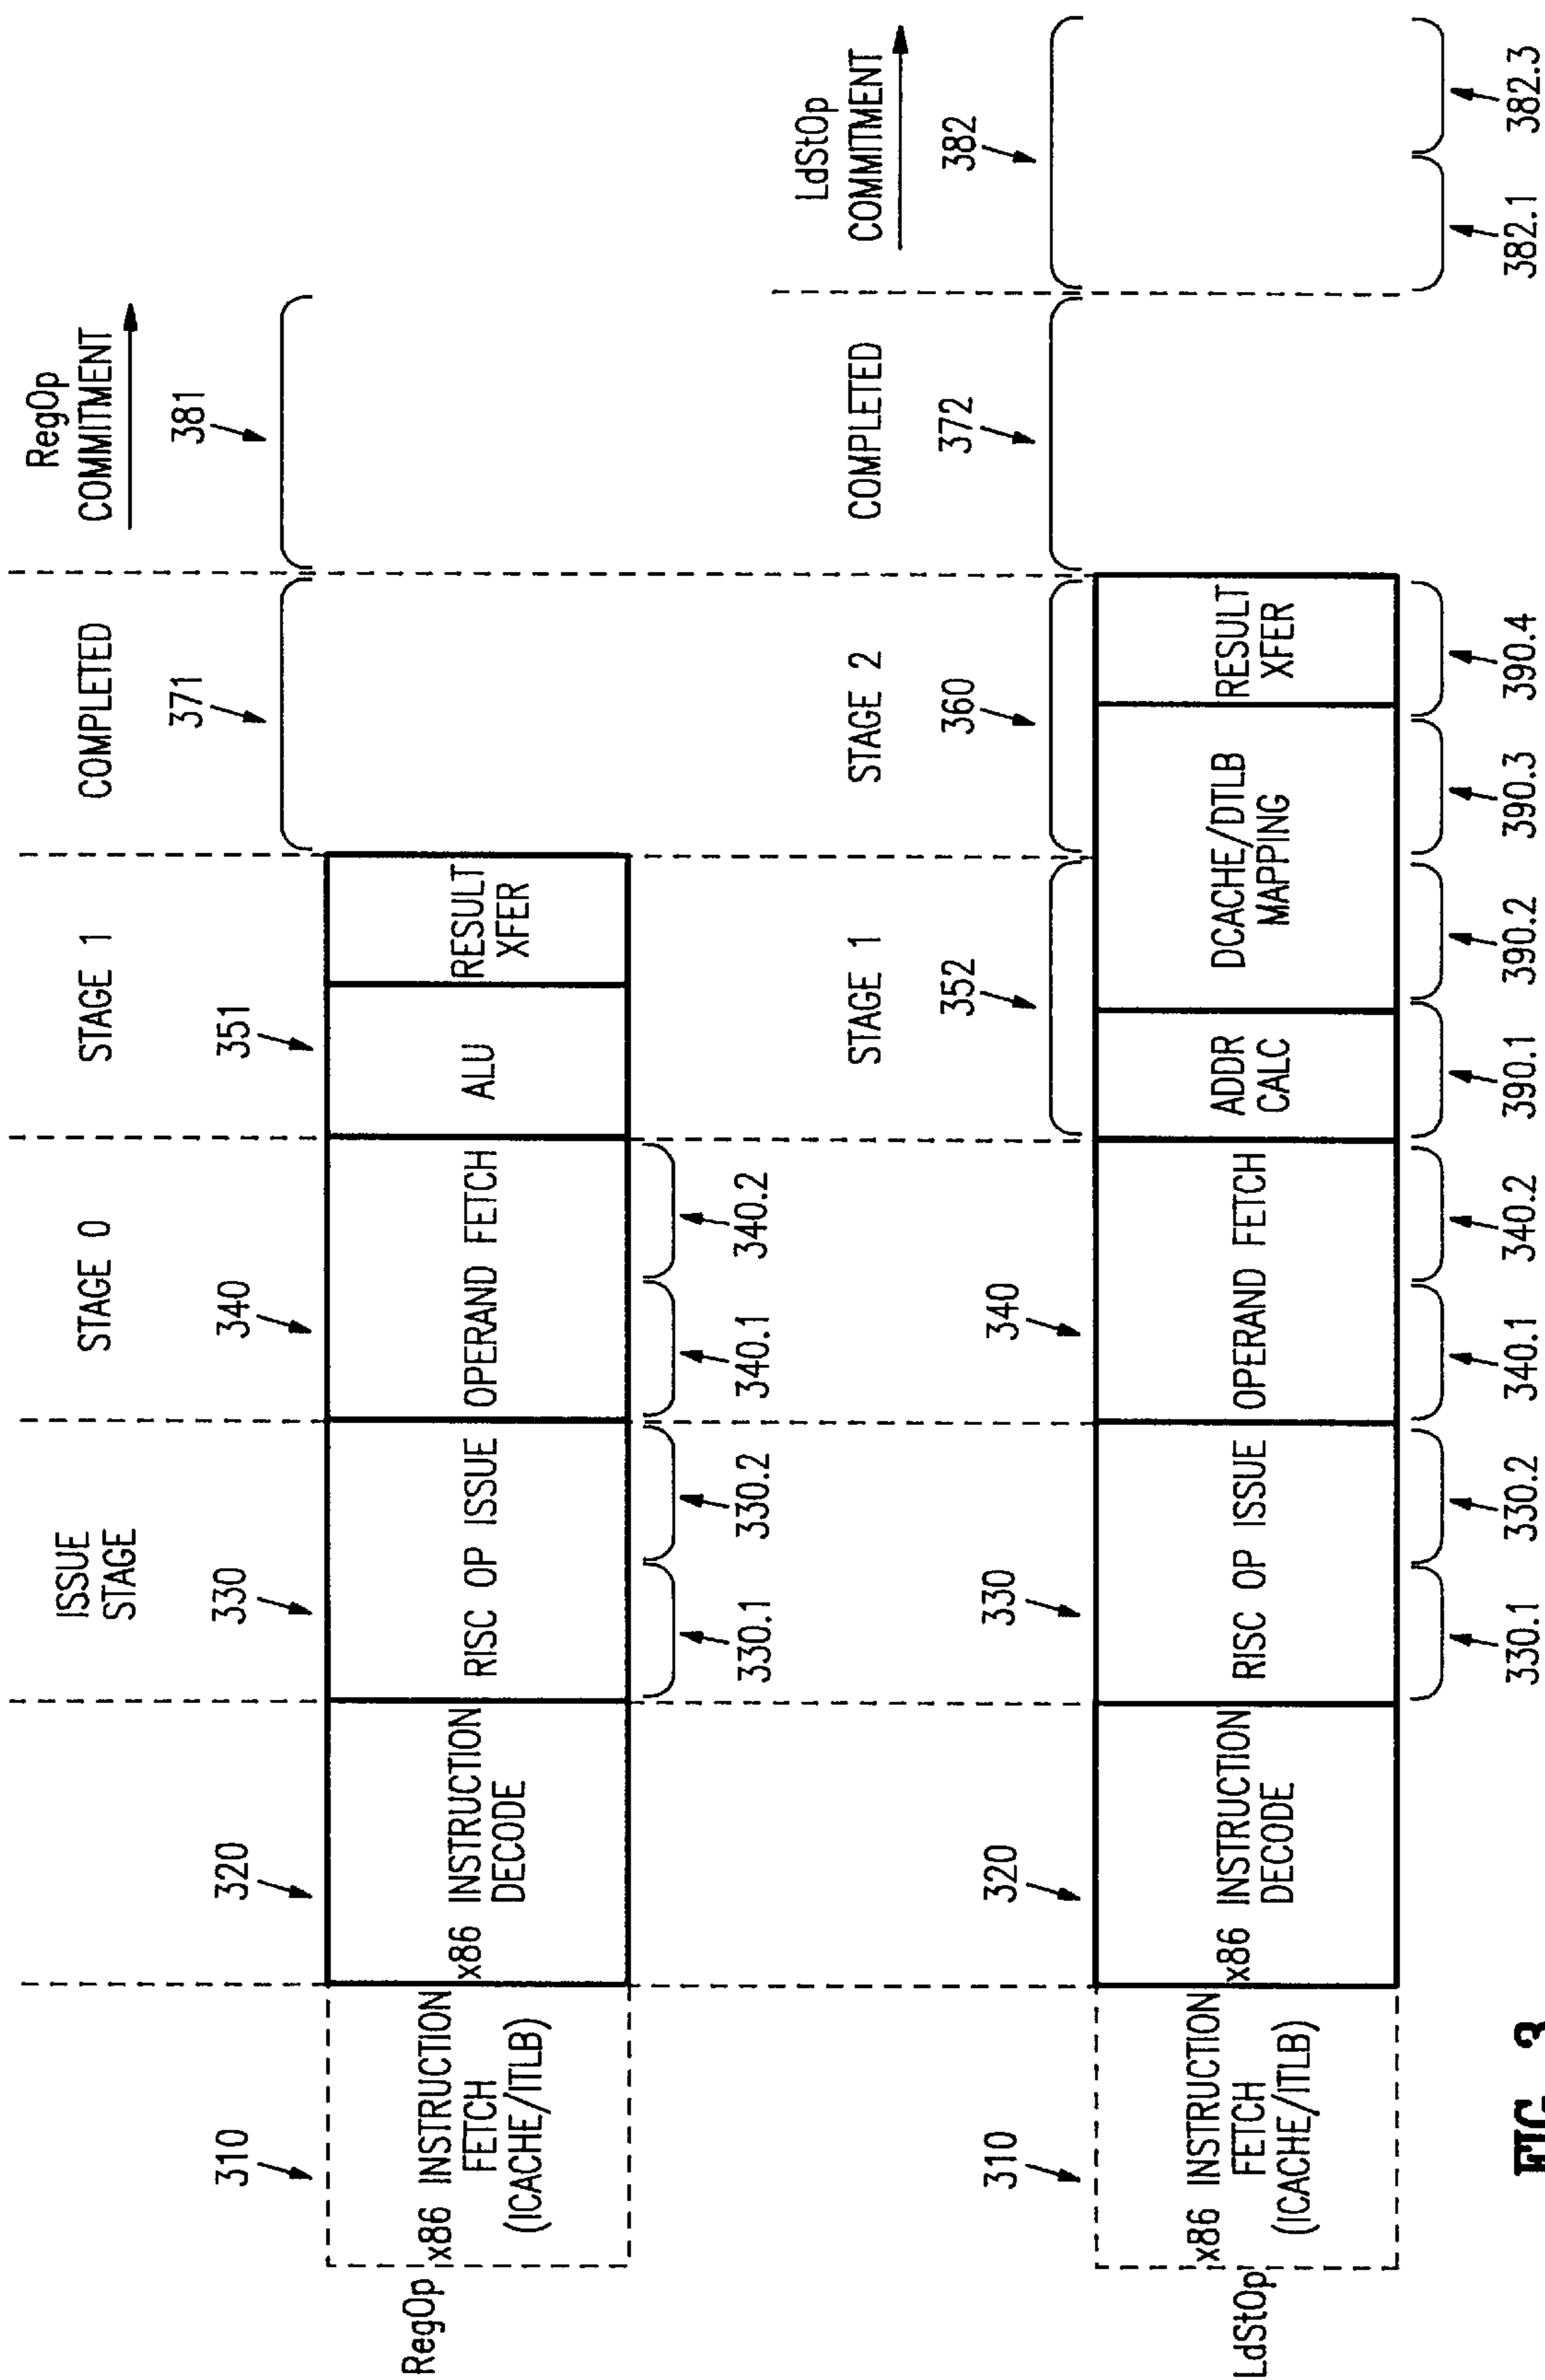 RegOp
COMMITMENT
ISSUE
STAGE
STAGE 0
STAGE 1
COMPLETED
310
320
330
340
351
371
381
RegOp
x86 INSTRUCTION
FETCH
(ICACHE/ITLB)
x86 INSTRUCTION
DECODE
RISC OP ISSUE
OPERAND FETCH
ALU
RESULT
XFER
330.1
330.2
340.1
340.2
LdStOp
COMMITMENT
STAGE 1
STAGE 2
COMPLETED
310
320
330
340
352
360
372
382
LdStOp
x86 INSTRUCTION
FETCH
(ICACHE/ITLB)
x86 INSTRUCTION
DECODE
RISC OP ISSUE
OPERAND FETCH
ADDR
CALC
DCACHE/DTLB
MAPPING
RESULT
XFER
330.1
330.2
340.1
340.2
390.1
390.2
390.3
390.4
382.1
382.3
FIG. 3